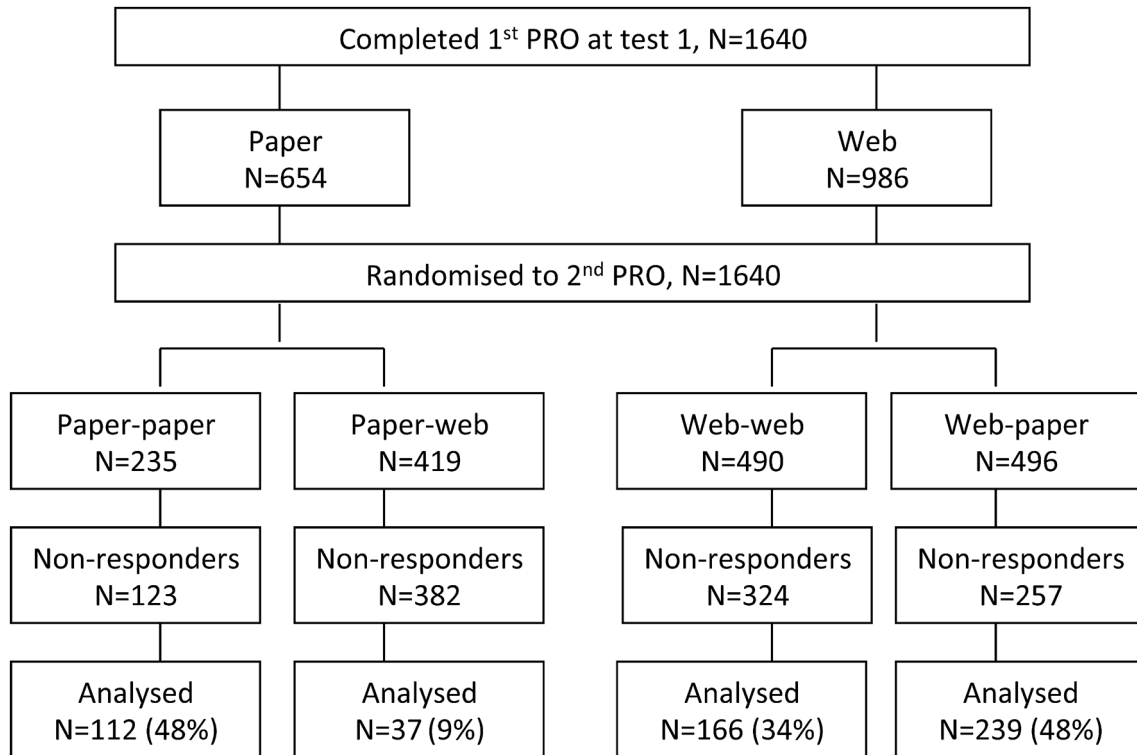 Completed 1st PRO at test 1, N=1640
Paper
N=654
Web
N=986
Randomised to 2nd PRO, N=1640
Paper-paper
N=235
Paper-web
N=419
Web-web
N=490
Web-paper
N=496
Non-responders
N=123
Non-responders
N=382
Non-responders
N=324
Non-responders
N=257
Analysed
N=112 (48%)
Analysed
N=37 (9%)
Analysed
N=166 (34%)
Analysed
N=239 (48%)